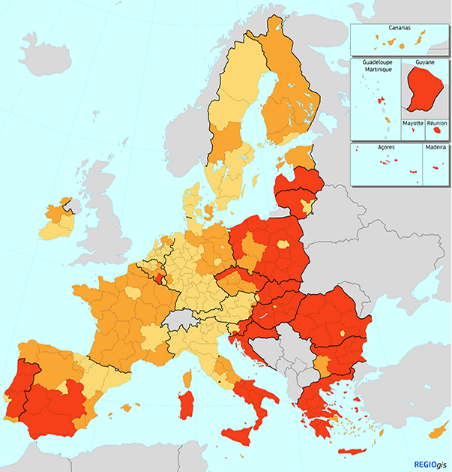 Canarias
Guadeloupe
Martinique
Guyane
Mayotte
Réunion
Açores
Madeira
REGIOgis